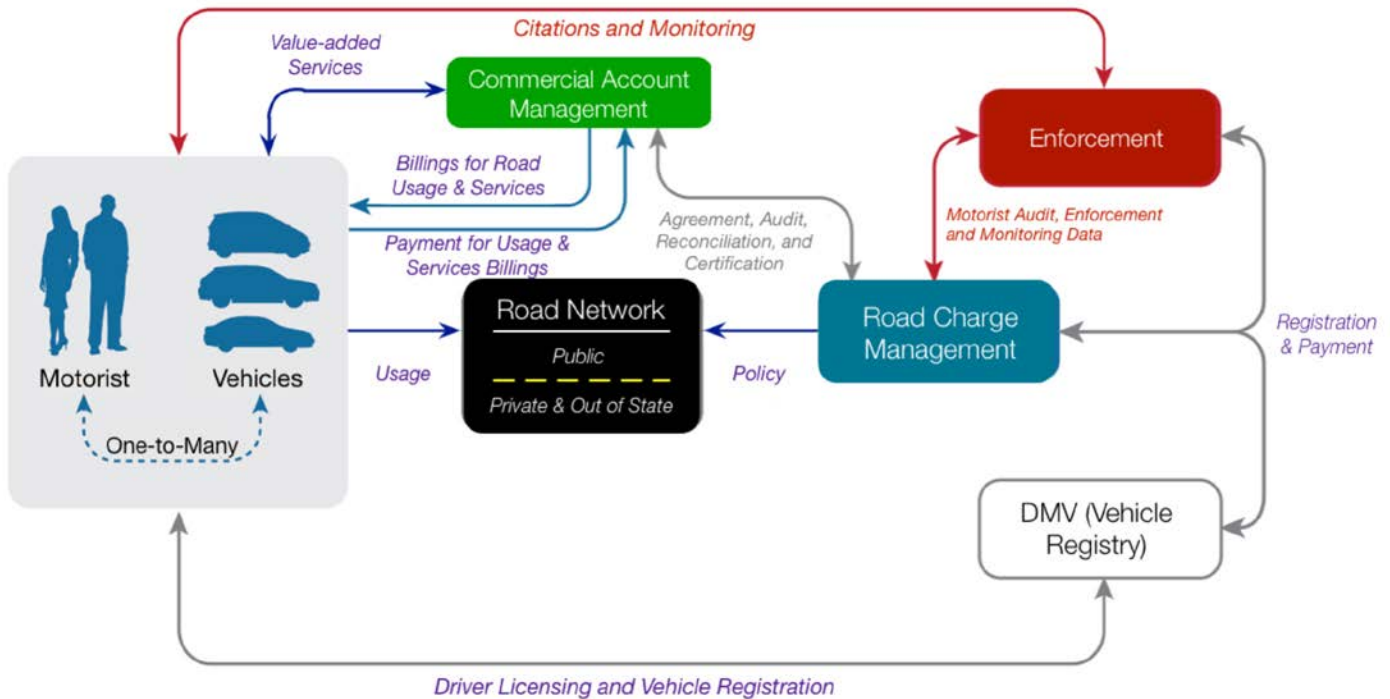 Citations and Monitoring
Value-added
Services
Commercial Account
Management
Enforcement
Billings for Road
Usage & Services
Agreement, Audit,
Reconciliation, and
Certification
Motorist Audit, Enforcement
and Monitoring Data
Payment for Usage &
Services Billings
Road Network
Public
Private & Out of State
Road Charge
Management
Registration
& Payment
Motorist
Vehicles
Usage
Policy
One-to-Many
DMV (Vehicle
Registry)
Driver Licensing and Vehicle Registration